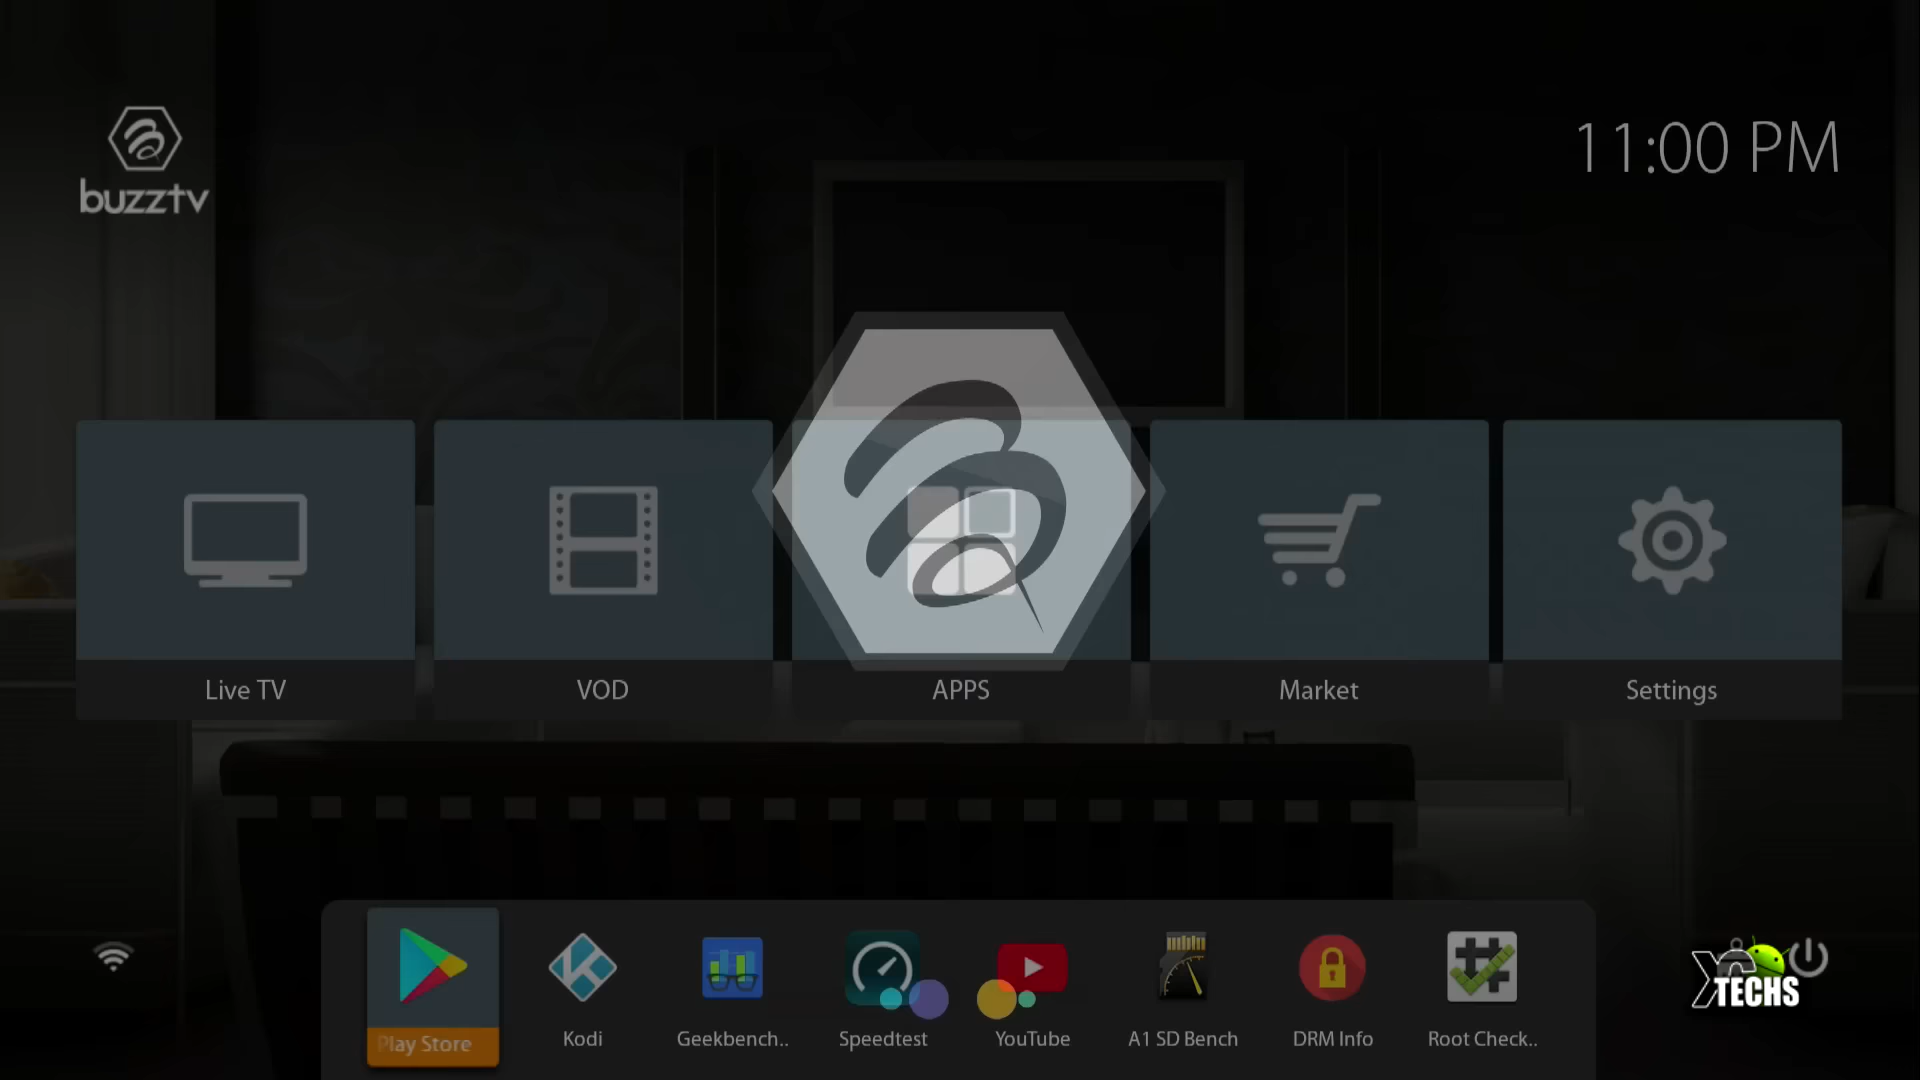 buzztv
11:00 PM
Live TV
VOD
APPS
Market
Settings
Play Store
Kodi
Geekbench..
Speedtest
YouTube
A1 SD Bench
DRM Info
Root Check..
TECHS